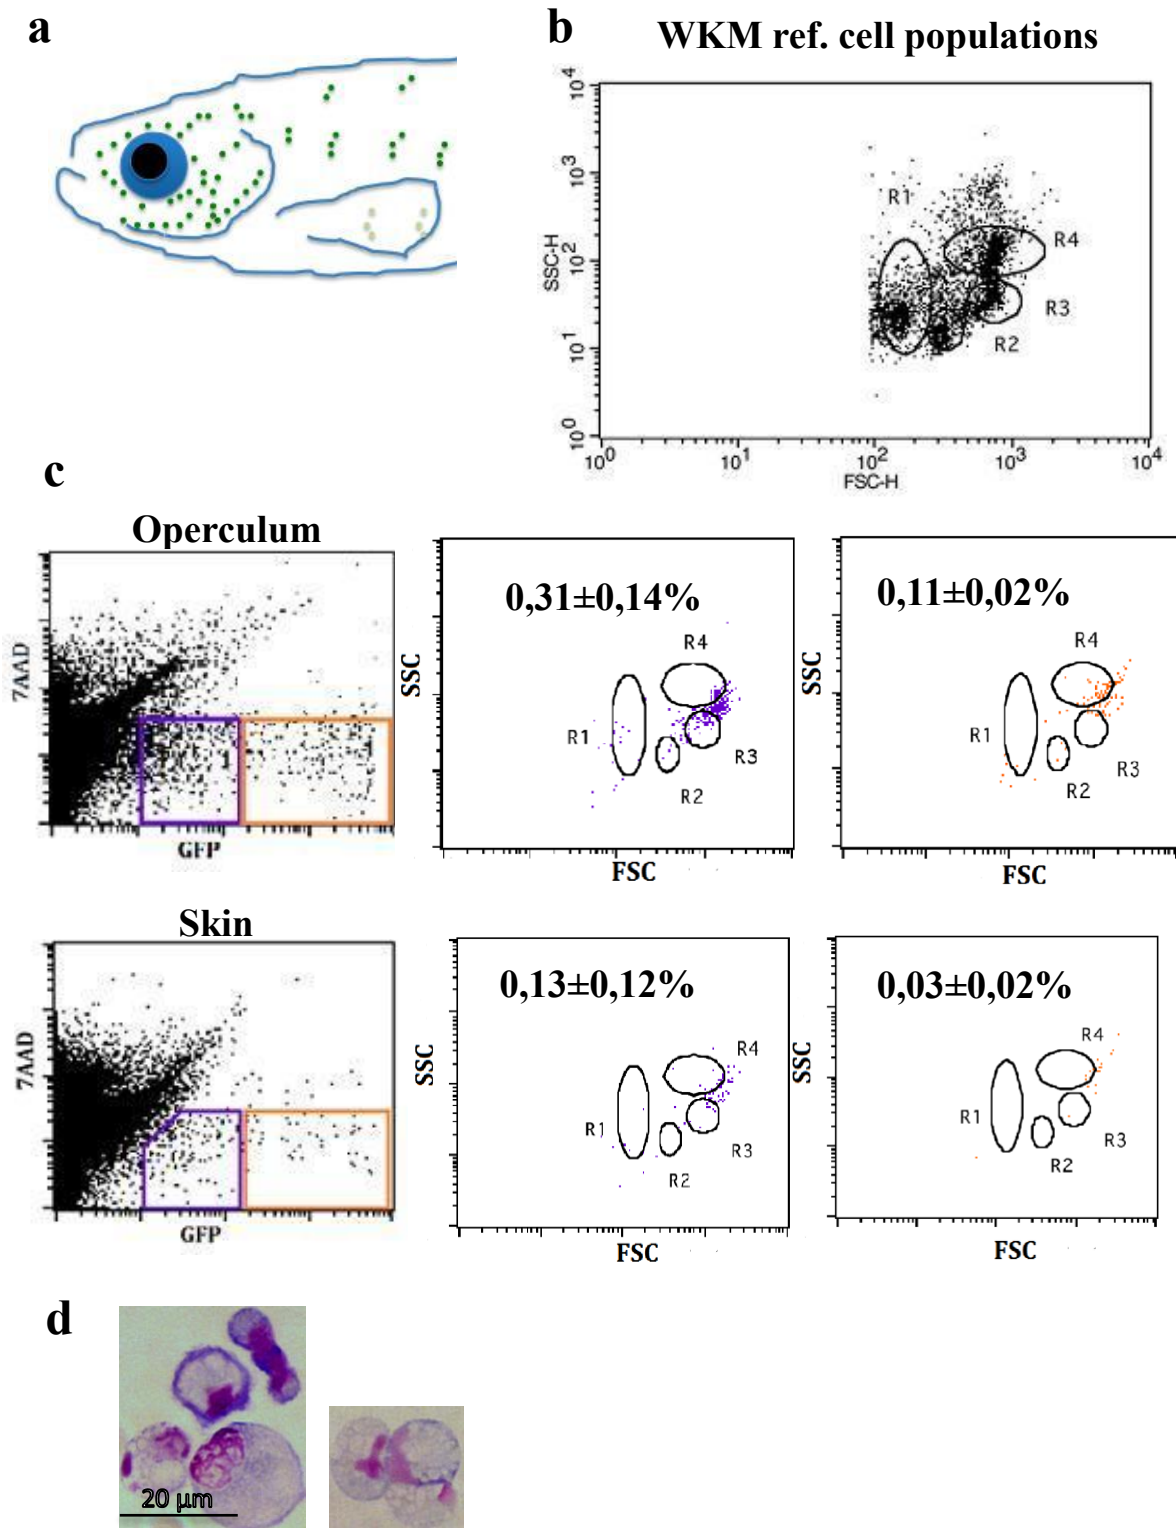 a
b
WKM ref. cell populations
10^4
10^3
10^2
10^1
10^0
SSC-H
R1
R4
R3
R2
10^0 10^1 10^2 10^3 10^4
FSC-H
c
Operculum
7AAD
GFP
0,31±0,14%
SSC
R4
R1
R3
R2
FSC
0,11±0,02%
SSC
R4
R1
R3
R2
FSC
Skin
7AAD
GFP
0,13±0,12%
SSC
R4
R1
R3
R2
FSC
0,03±0,02%
SSC
R4
R1
R3
R2
FSC
d
20 µm